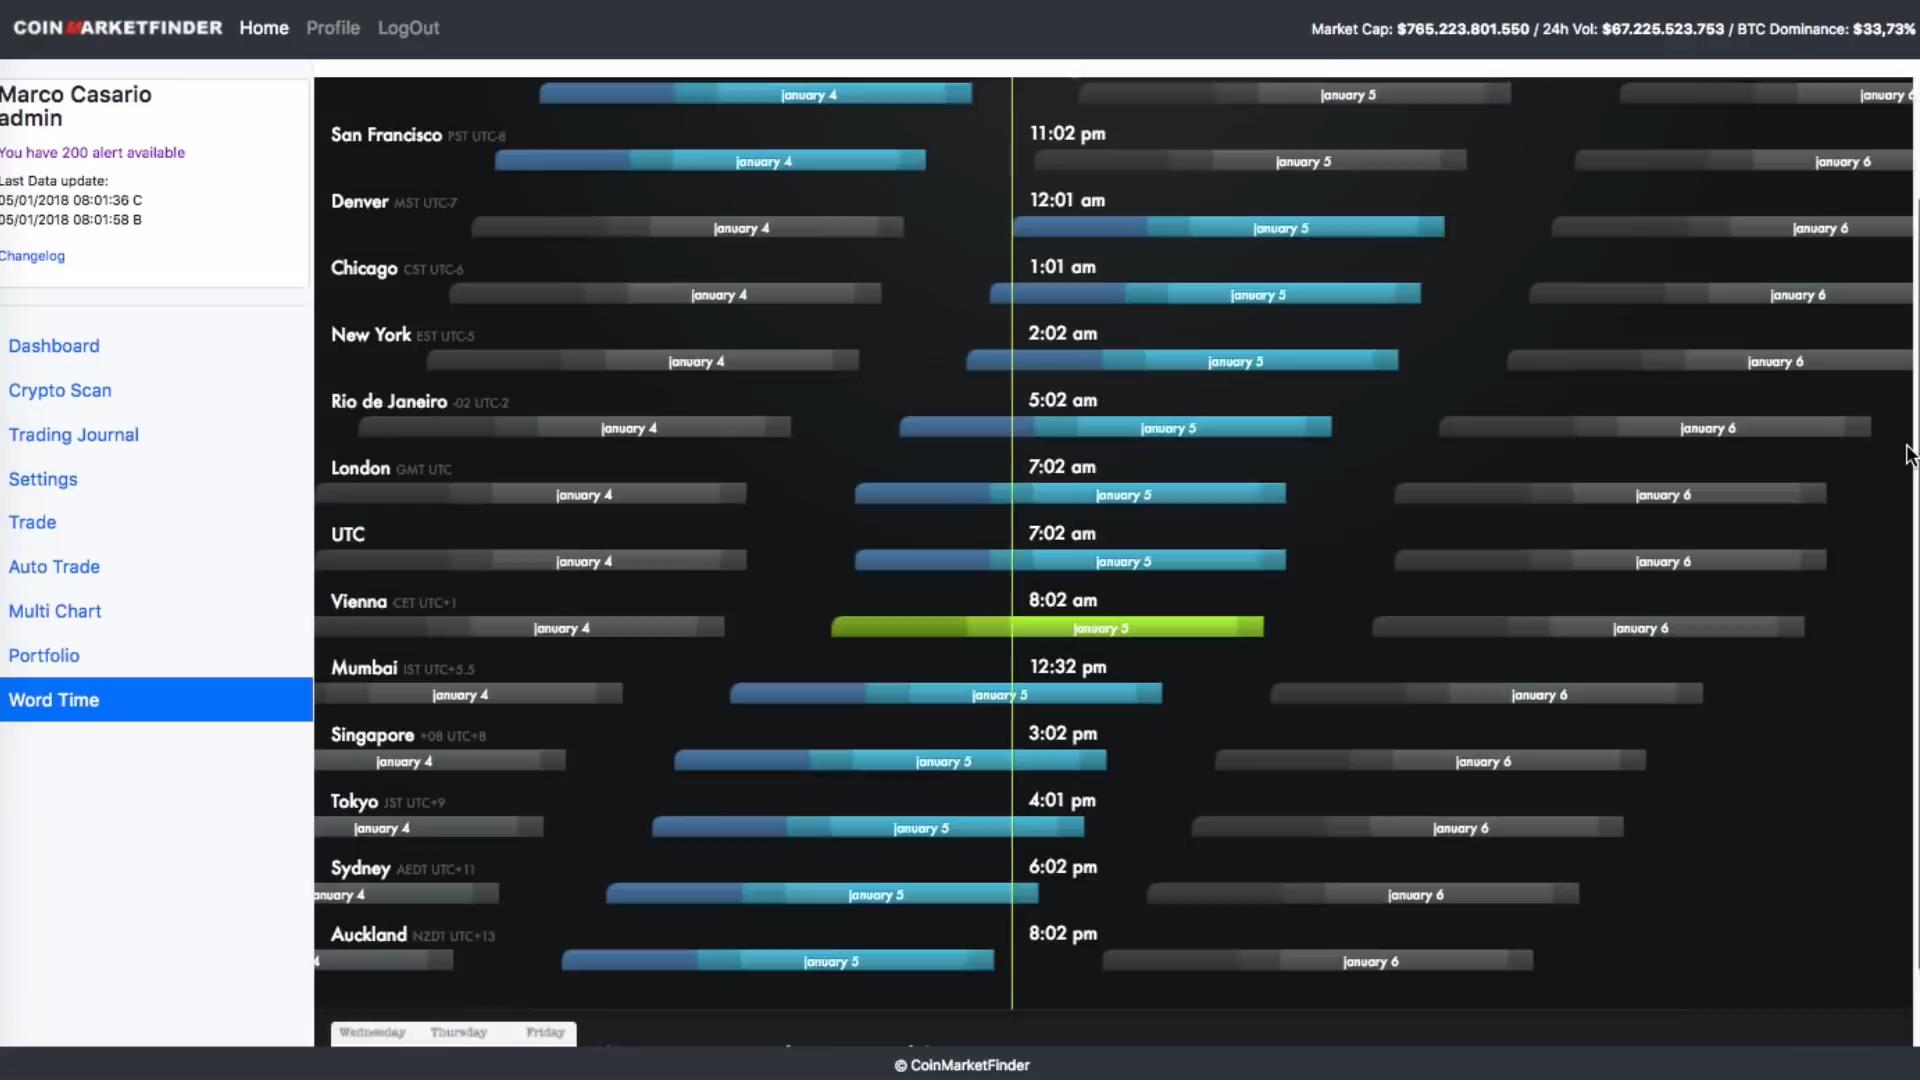 COINMARKETFINDER Home Profile LogOut Market Cap: $765.223.801.550 / 24h Vol: $67.225.523.753 / BTC Dominance: $33,73%
Marco Casario
admin
You have 200 alert available
Last Data update:
05/01/2018 08:01:36 C
05/01/2018 08:01:58 B
Changelog
Dashboard
Crypto Scan
Trading Journal
Settings
Trade
Auto Trade
Multi Chart
Portfolio
Word Time
january 4 january 5 january 6
San Francisco PST UTC-8 11:02 pm
january 4 january 5 january 6
Denver MST UTC-7 12:01 am
january 4 january 5 january 6
Chicago CST UTC-6 1:01 am
january 4 january 5 january 6
New York EST UTC-5 2:02 am
january 4 january 5 january 6
Rio de Janeiro -02 UTC-2 5:02 am
january 4 january 5 january 6
London GMT UTC 7:02 am
january 4 january 5 january 6
UTC 7:02 am
january 4 january 5 january 6
Vienna CET UTC+1 8:02 am
january 4 january 5 january 6
Mumbai IST UTC+5.5 12:32 pm
january 4 january 5 january 6
Singapore +08 UTC+8 3:02 pm
january 4 january 5 january 6
Tokyo JST UTC+9 4:01 pm
january 4 january 5 january 6
Sydney AEDT UTC+11 6:02 pm
anuary 4 january 5 january 6
Auckland NZDT UTC+13 8:02 pm
4 january 5 january 6
Wednesday Thursday Friday
© CoinMarketFinder